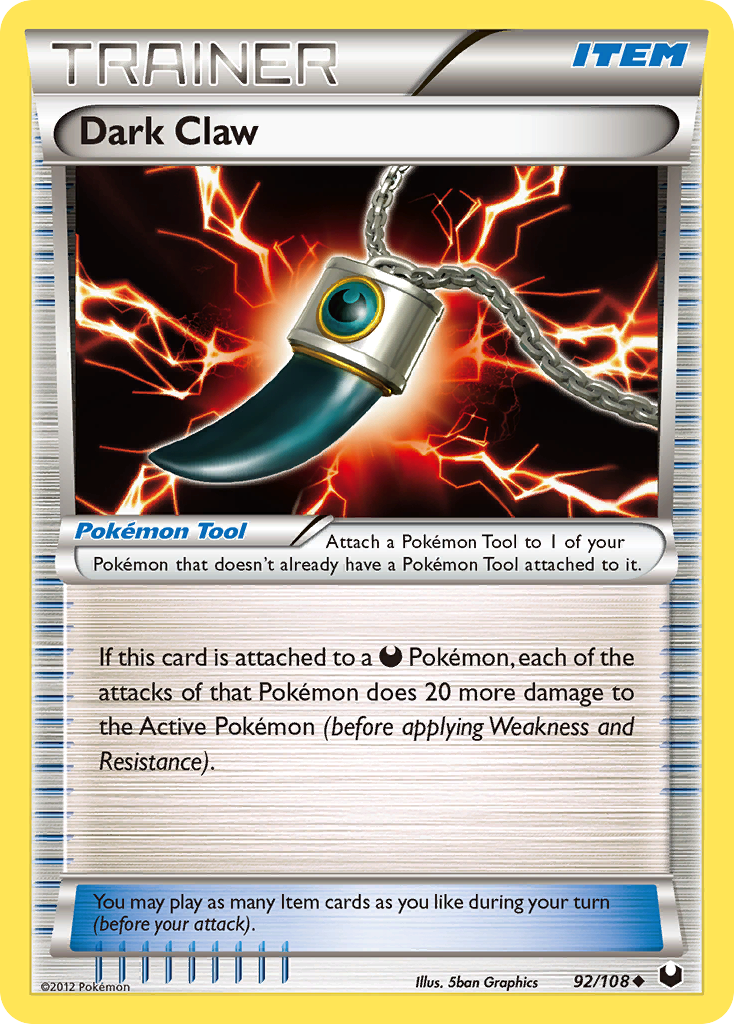 TRAINER
ITEM
Dark Claw
Pokémon Tool
Attach a Pokémon Tool to 1 of your
Pokémon that doesn't already have a Pokémon Tool attached to it.
If this card is attached to a Pokémon, each of the
attacks of that Pokémon does 20 more damage to
the Active Pokémon (before applying Weakness and
Resistance).
You may play as many Item cards as you like during your turn
(before your attack).
©2012 Pokémon
Illus. 5ban Graphics
92/108